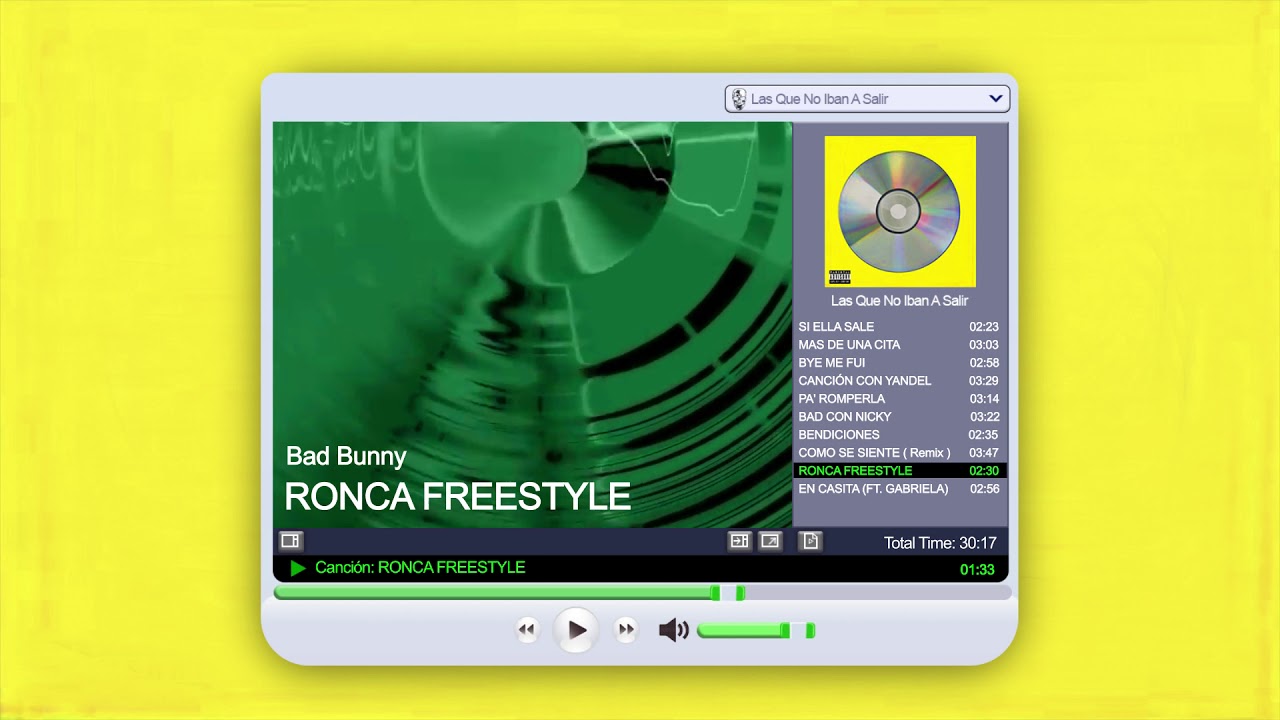 Las Que No Iban A Salir
Las Que No Iban A Salir
SI ELLA SALE 02:23
MAS DE UNA CITA 03:03
BYE ME FUI 02:58
CANCIÓN CON YANDEL 03:29
PA' ROMPERLA 03:14
BAD CON NICKY 03:22
BENDICIONES 02:35
COMO SE SIENTE ( Remix ) 03:47
RONCA FREESTYLE 02:30
EN CASITA (FT. GABRIELA) 02:56
Bad Bunny
RONCA FREESTYLE
Total Time: 30:17
Canción: RONCA FREESTYLE 01:33